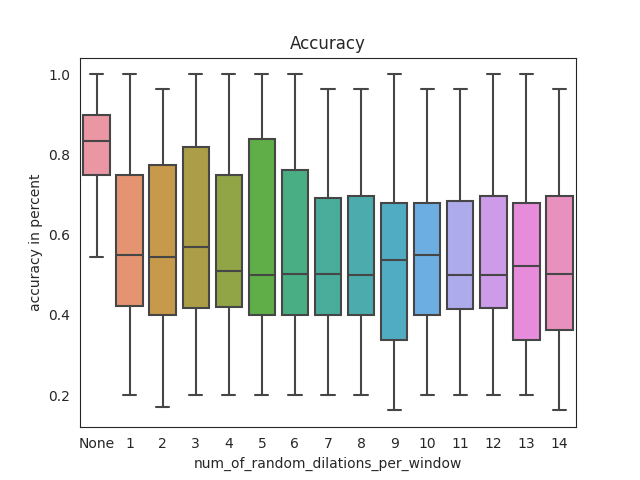 Accuracy
1.0
0.8
0.6
0.4
0.2
accuracy in percent
None 1 2 3 4 5 6 7 8 9 10 11 12 13 14
num_of_random_dilations_per_window